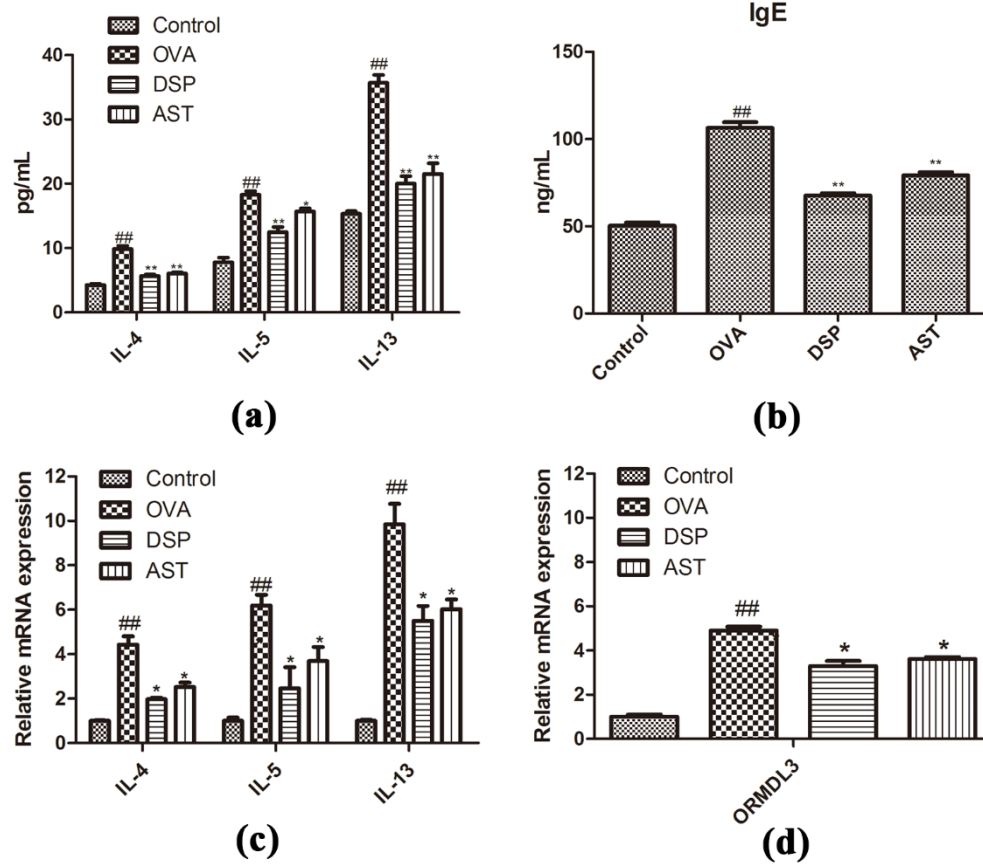 Control
OVA
DSP
AST
40
30
20
10
0
pg/mL
##
**
**
##
**
*
##
**
**
IL-4
IL-5
IL-13
(a)
IgE
150
100
50
0
ng/mL
##
**
**
Control
OVA
DSP
AST
(b)
Control
OVA
DSP
AST
12
10
8
6
4
2
0
Relative mRNA expression
##
*
*
##
*
*
##
*
*
IL-4
IL-5
IL-13
(c)
Control
OVA
DSP
AST
12
10
8
6
4
2
0
Relative mRNA expression
##
*
*
ORMDL3
(d)